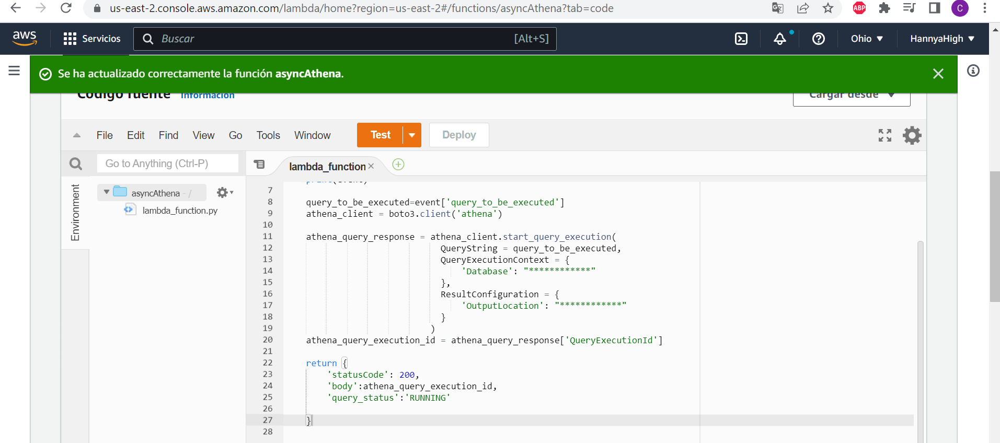 us-east-2.console.aws.amazon.com/lambda/home?region=us-east-2#/functions/asyncAthena?tab=code
ABP
C
aws
Servicios
Buscar
[Alt+S]
Ohio
HannyaHigh
Se ha actualizado correctamente la función asyncAthena.
Código fuente Información
Cargar desde
File Edit Find View Go Tools Window
Test
Deploy
Go to Anything (Ctrl-P)
lambda_function
Environment
asyncAthena - /
lambda_function.py
print(event)
7
8 query_to_be_executed=event['query_to_be_executed']
9 athena_client = boto3.client('athena')
10
11 athena_query_response = athena_client.start_query_execution(
12 QueryString = query_to_be_executed,
13 QueryExecutionContext = {
14 'Database': "************"
15 },
16 ResultConfiguration = {
17 'OutputLocation': "************"
18 }
19 )
20 athena_query_execution_id = athena_query_response['QueryExecutionId']
21
22 return {
23 'statusCode': 200,
24 'body':athena_query_execution_id,
25 'query_status':'RUNNING'
26
27 }
28